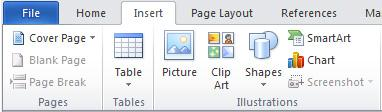 File Home Insert Page Layout References Ma
Cover Page
Blank Page
Page Break
Pages
Table
Tables
Picture
Clip
Art
Shapes
SmartArt
Chart
Screenshot
Illustrations